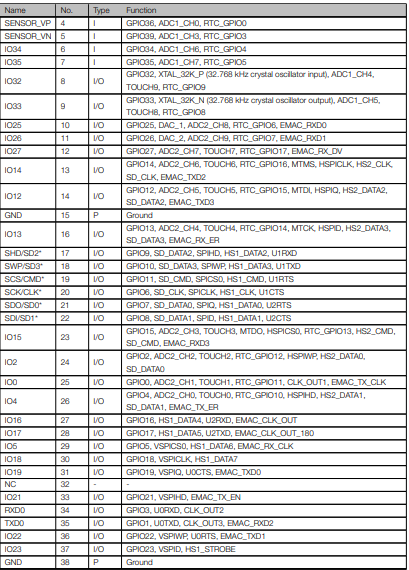 Name No. Type Function
SENSOR_VP 4 I GPIO36, ADC1_CH0, RTC_GPIO0
SENSOR_VN 5 I GPIO39, ADC1_CH3, RTC_GPIO3
IO34 6 I GPIO34, ADC1_CH6, RTC_GPIO4
IO35 7 I GPIO35, ADC1_CH7, RTC_GPIO5
IO32 8 I/O GPIO32, XTAL_32K_P (32.768 kHz crystal oscillator input), ADC1_CH4,
TOUCH9, RTC_GPIO9
IO33 9 I/O GPIO33, XTAL_32K_N (32.768 kHz crystal oscillator output), ADC1_CH5,
TOUCH8, RTC_GPIO8
IO25 10 I/O GPIO25, DAC_1, ADC2_CH8, RTC_GPIO6, EMAC_RXD0
IO26 11 I/O GPIO26, DAC_2, ADC2_CH9, RTC_GPIO7, EMAC_RXD1
IO27 12 I/O GPIO27, ADC2_CH7, TOUCH7, RTC_GPIO17, EMAC_RX_DV
IO14 13 I/O GPIO14, ADC2_CH6, TOUCH6, RTC_GPIO16, MTMS, HSPICLK, HS2_CLK,
SD_CLK, EMAC_TXD2
IO12 14 I/O GPIO12, ADC2_CH5, TOUCH5, RTC_GPIO15, MTDI, HSPIQ, HS2_DATA2,
SD_DATA2, EMAC_TXD3
GND 15 P Ground
IO13 16 I/O GPIO13, ADC2_CH4, TOUCH4, RTC_GPIO14, MTCK, HSPID, HS2_DATA3,
SD_DATA3, EMAC_RX_ER
SHD/SD2* 17 I/O GPIO9, SD_DATA2, SPIHD, HS1_DATA2, U1RXD
SWP/SD3* 18 I/O GPIO10, SD_DATA3, SPIWP, HS1_DATA3, U1TXD
SCS/CMD* 19 I/O GPIO11, SD_CMD, SPICS0, HS1_CMD, U1RTS
SCK/CLK* 20 I/O GPIO6, SD_CLK, SPICLK, HS1_CLK, U1CTS
SDO/SD0* 21 I/O GPIO7, SD_DATA0, SPIQ, HS1_DATA0, U2RTS
SDI/SD1* 22 I/O GPIO8, SD_DATA1, SPID, HS1_DATA1, U2CTS
IO15 23 I/O GPIO15, ADC2_CH3, TOUCH3, MTDO, HSPICS0, RTC_GPIO13, HS2_CMD,
SD_CMD, EMAC_RXD3
IO2 24 I/O GPIO2, ADC2_CH2, TOUCH2, RTC_GPIO12, HSPIWP, HS2_DATA0,
SD_DATA0
IO0 25 I/O GPIO0, ADC2_CH1, TOUCH1, RTC_GPIO11, CLK_OUT1, EMAC_TX_CLK
IO4 26 I/O GPIO4, ADC2_CH0, TOUCH0, RTC_GPIO10, HSPIHD, HS2_DATA1,
SD_DATA1, EMAC_TX_ER
IO16 27 I/O GPIO16, HS1_DATA4, U2RXD, EMAC_CLK_OUT
IO17 28 I/O GPIO17, HS1_DATA5, U2TXD, EMAC_CLK_OUT_180
IO5 29 I/O GPIO5, VSPICS0, HS1_DATA6, EMAC_RX_CLK
IO18 30 I/O GPIO18, VSPICLK, HS1_DATA7
IO19 31 I/O GPIO19, VSPIQ, U0CTS, EMAC_TXD0
NC 32 - -
IO21 33 I/O GPIO21, VSPIHD, EMAC_TX_EN
RXD0 34 I/O GPIO3, U0RXD, CLK_OUT2
TXD0 35 I/O GPIO1, U0TXD, CLK_OUT3, EMAC_RXD2
IO22 36 I/O GPIO22, VSPIWP, U0RTS, EMAC_TXD1
IO23 37 I/O GPIO23, VSPID, HS1_STROBE
GND 38 P Ground